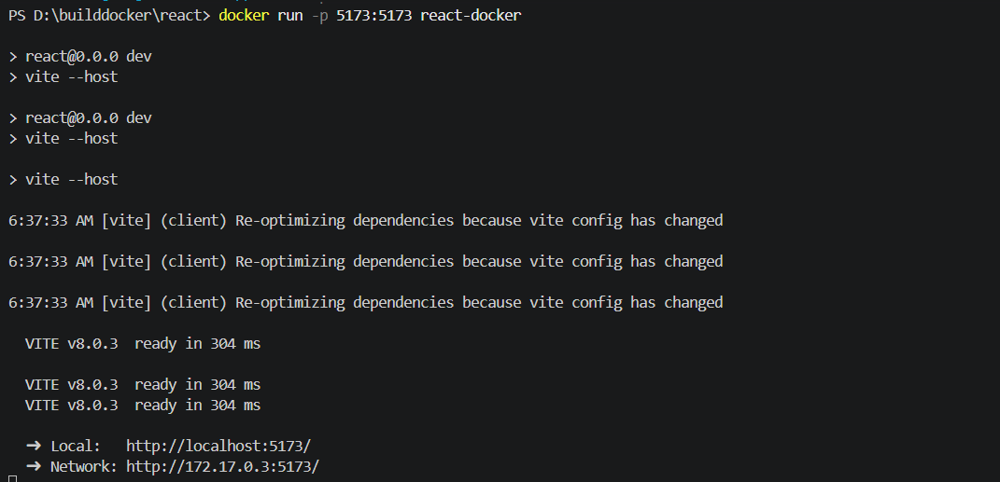 PS D:\builddocker\react> docker run -p 5173:5173 react-docker
> react@0.0.0 dev
> vite --host
> react@0.0.0 dev
> vite --host
> vite --host
6:37:33 AM [vite] (client) Re-optimizing dependencies because vite config has changed
6:37:33 AM [vite] (client) Re-optimizing dependencies because vite config has changed
6:37:33 AM [vite] (client) Re-optimizing dependencies because vite config has changed
VITE v8.0.3  ready in 304 ms
VITE v8.0.3  ready in 304 ms
VITE v8.0.3  ready in 304 ms
➜ Local:   http://localhost:5173/
➜ Network: http://172.17.0.3:5173/